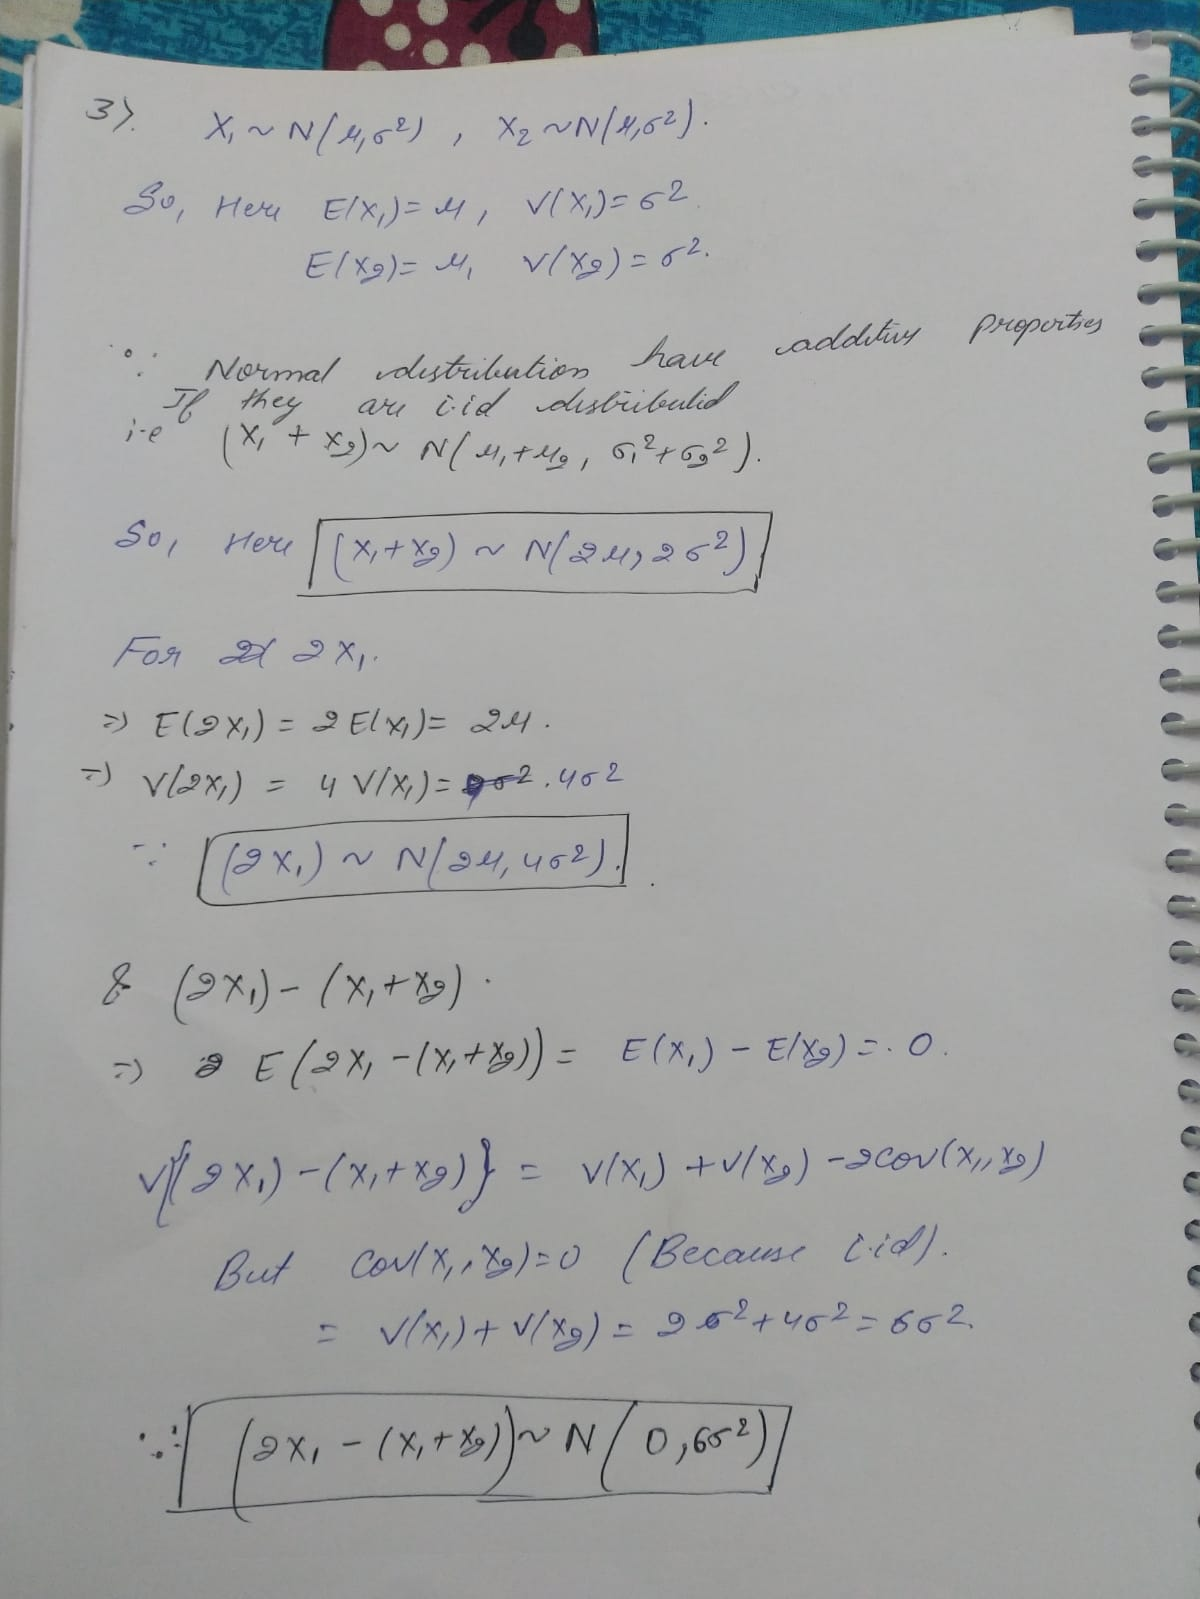 3).
X₁ ~ N(μ,σ²) , X₂ ~ N(μ,σ²).
So, Here E(X₁)= μ, V(X₁)= σ²
E(X₂)= μ, V(X₂) = σ².
∵ Normal distribution have additive properties
If they are i.id distributed
i-e (X₁ + X₂) ~ N( μ₁+μ₂ , σ₁²+σ₂² ).
So, Here (X₁+X₂) ~ N(2μ, 2σ²)
For 2X₁.
=) E(2X₁) = 2 E(X₁)= 2μ.
=) V(2X₁) = 4 V(X₁)= . 4σ²
∵ (2X₁) ~ N(2μ, 4σ²).
& (2X₁) - (X₁+X₂) .
=) E(2X₁ -(X₁+X₂)) = E(X₁) - E(X₂) = . 0.
V{(2X₁) -(X₁+X₂)} = V(X₁) +V(X₂) -2COV(X₁,X₂)
But Cov(X₁,X₂)=0 (Because i.id).
= V(X₁)+ V(X₂) = 2σ²+4σ² = 6σ².
∴ (2X₁ - (X₁+X₂)) ~ N(0,6σ²)